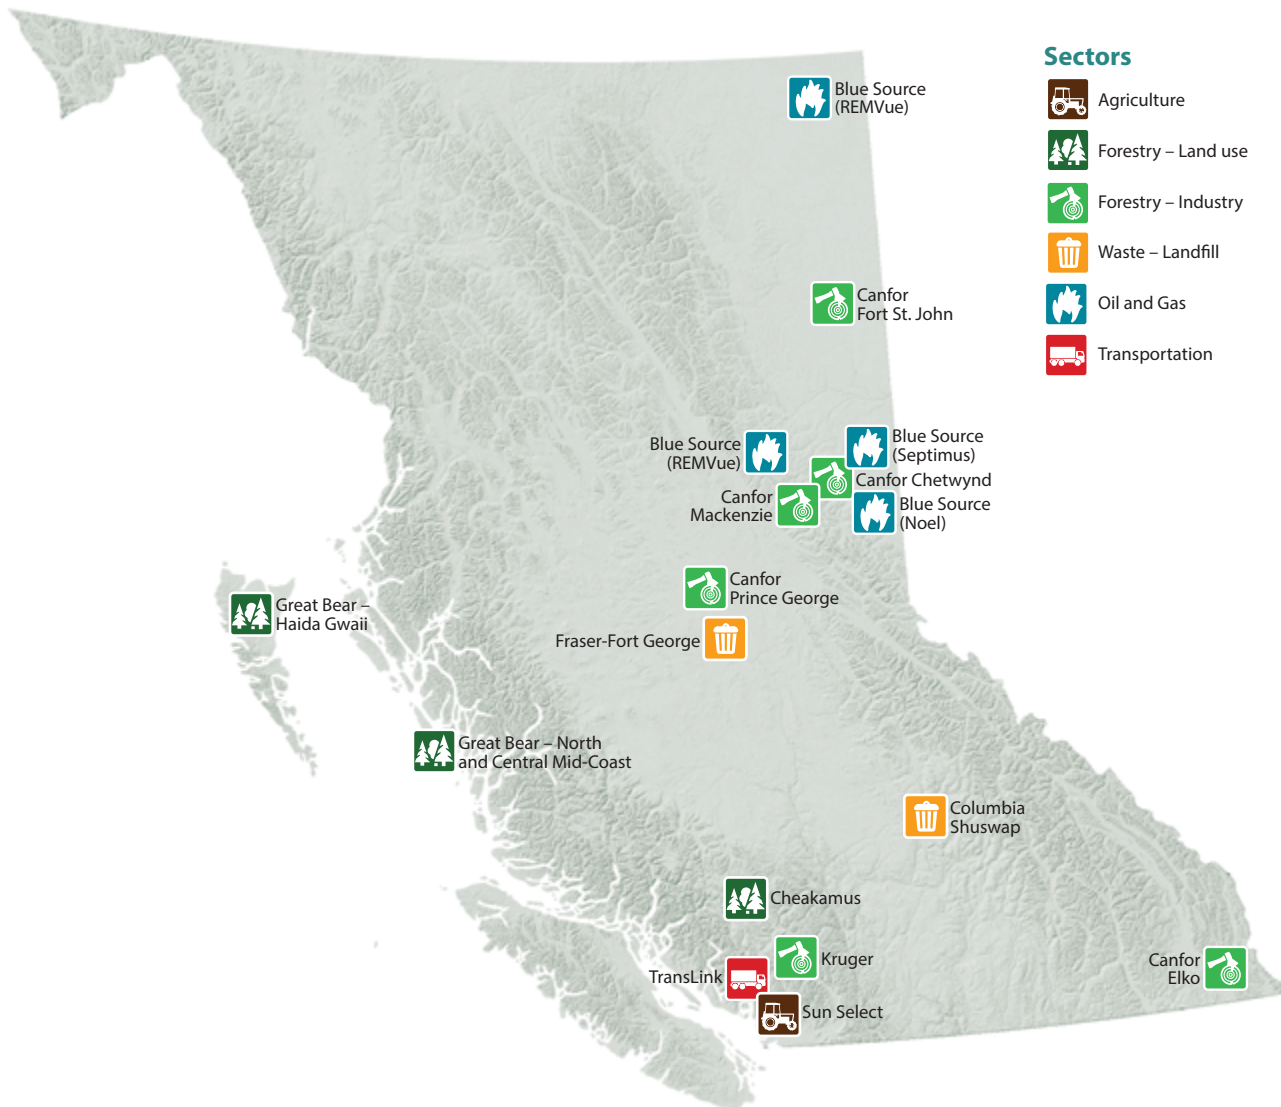 Sectors
Agriculture
Forestry – Land use
Forestry – Industry
Waste – Landfill
Oil and Gas
Transportation
Blue Source
(REMVue)
Canfor
Fort St. John
Blue Source
(REMVue)
Blue Source
(Septimus)
Canfor Chetwynd
Canfor
Mackenzie
Blue Source
(Noel)
Canfor
Prince George
Great Bear –
Haida Gwaii
Fraser-Fort George
Great Bear – North
and Central Mid-Coast
Columbia
Shuswap
Cheakamus
Kruger
TransLink
Canfor
Elko
Sun Select